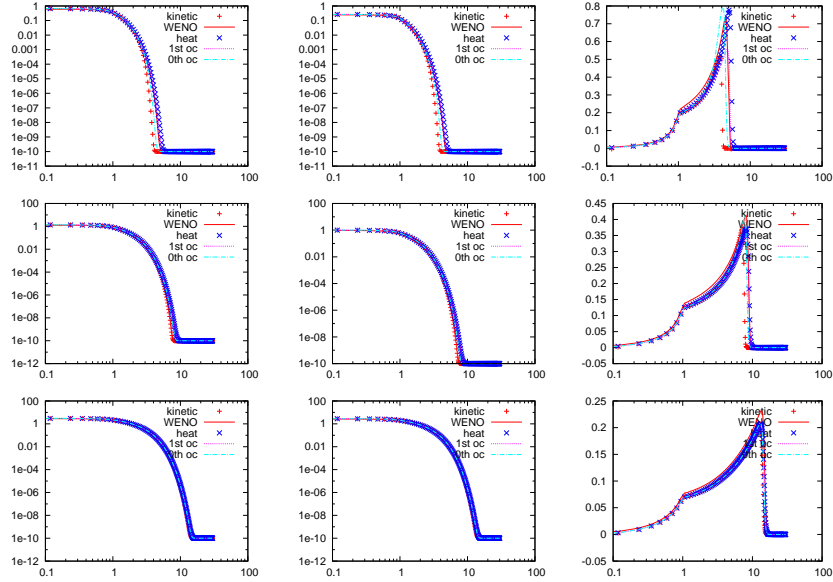 1
0.1
0.01
0.001
1e-04
1e-05
1e-06
1e-07
1e-08
1e-09
1e-10
1e-11
0.1 1 10 100
kinetic
WENO
heat
1st oc
0th oc
1
0.1
0.01
0.001
1e-04
1e-05
1e-06
1e-07
1e-08
1e-09
1e-10
1e-11
0.1 1 10 100
kinetic
WENO
heat
1st oc
0th oc
0.8
0.7
0.6
0.5
0.4
0.3
0.2
0.1
0
-0.1
0.1 1 10 100
kinetic
WENO
heat
1st oc
0th oc
100
1
0.01
1e-04
1e-06
1e-08
1e-10
1e-12
0.1 1 10 100
kinetic
WENO
heat
1st oc
0th oc
100
1
0.01
1e-04
1e-06
1e-08
1e-10
0.1 1 10 100
kinetic
WENO
heat
1st oc
0th oc
0.45
0.4
0.35
0.3
0.25
0.2
0.15
0.1
0.05
0
-0.05
0.1 1 10 100
kinetic
WENO
heat
1st oc
0th oc
100
1
0.01
1e-04
1e-06
1e-08
1e-10
1e-12
0.1 1 10 100
kinetic
WENO
heat
1st oc
0th oc
100
1
0.01
1e-04
1e-06
1e-08
1e-10
1e-12
0.1 1 10 100
kinetic
WENO
heat
1st oc
0th oc
0.25
0.2
0.15
0.1
0.05
0
-0.05
0.1 1 10 100
kinetic
WENO
heat
1st oc
0th oc